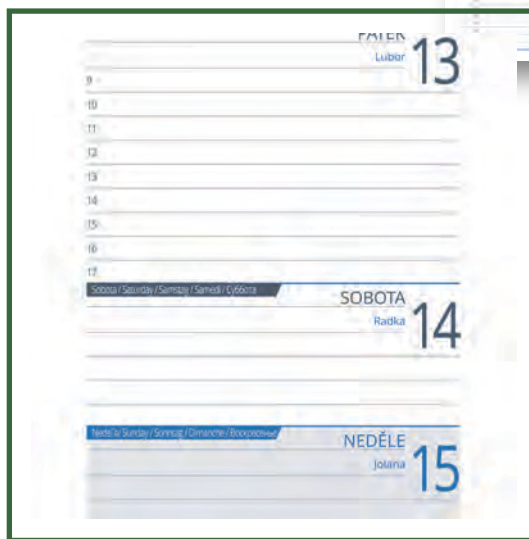 PÁTEK
13
Lubor
9
10
11
12
13
14
15
16
17
Sobota / Saturday / Samstag / Samedi / Суббота
SOBOTA
Radka
14
Neděle / Sunday / Sonntag / Dimanche / Воскресенье
NEDĚLE
Jolana
15